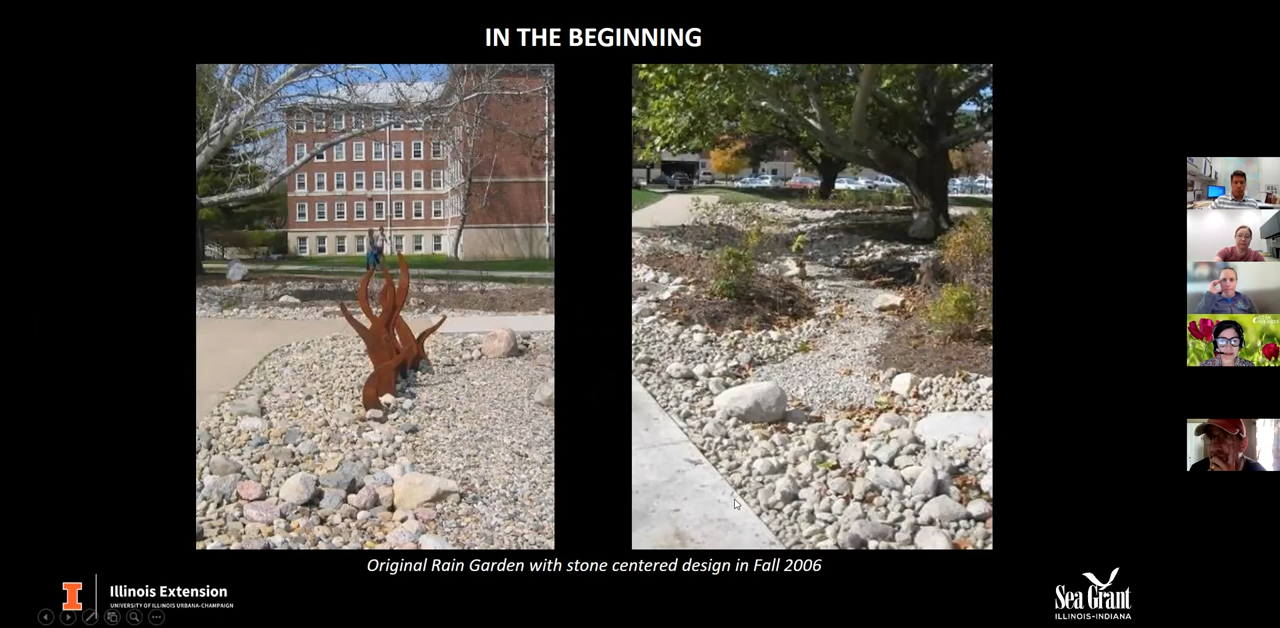 IN THE BEGINNING
Original Rain Garden with stone centered design in Fall 2006
I
Illinois Extension
UNIVERSITY OF ILLINOIS URBANA-CHAMPAIGN
Sea Grant
ILLINOIS-INDIANA